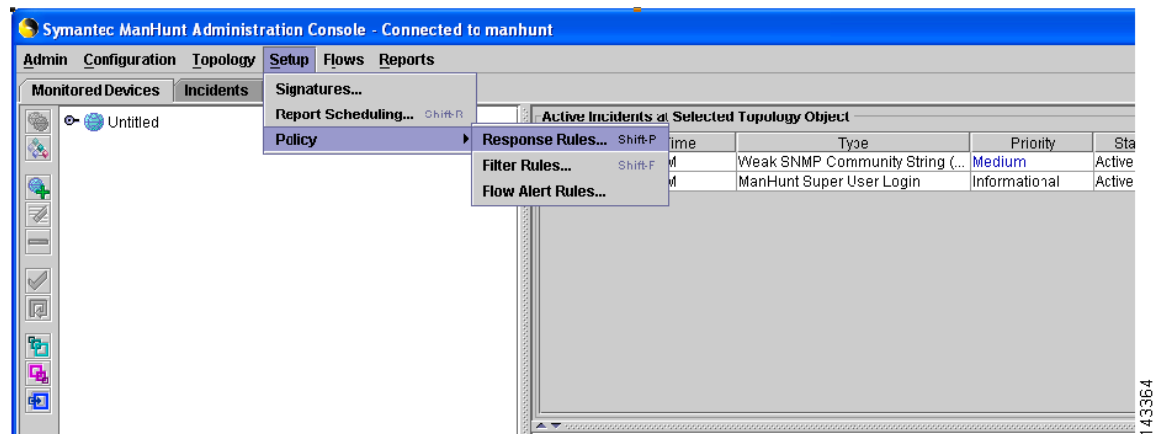 Symantec ManHunt Administration Console - Connected to manhunt
Admin Configuration Topology Setup Flows Reports
Monitored Devices Incidents
Signatures...
Report Scheduling... Shift-R
Policy
Response Rules... Shift-P
Filter Rules... Shift-F
Flow Alert Rules...
Untitled
Active Incidents at Selected Topology Object
ime Type Priority Sta
M Weak SNMP Community String (... Medium Active
M ManHunt Super User Login Informational Active
143364